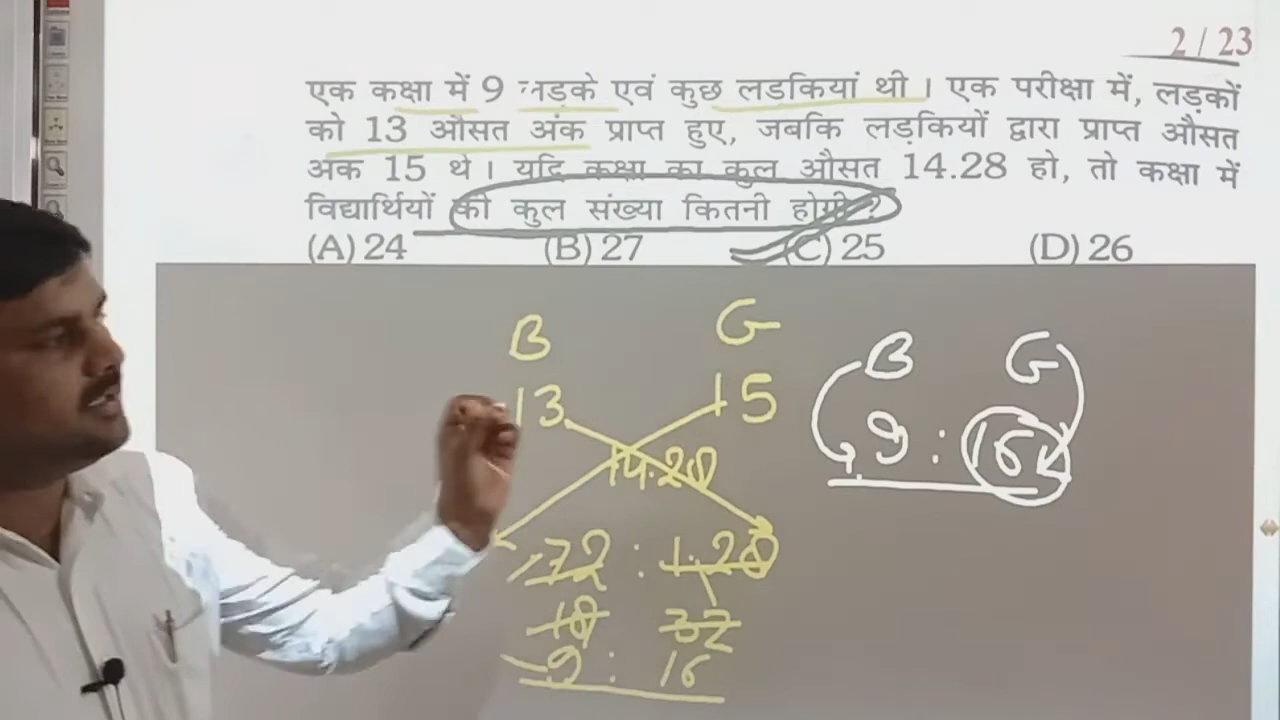 2 / 23
एक कक्षा में 9 लड़के एवं कुछ लडकियां थी । एक परीक्षा में, लड़कों
को 13 औसत अंक प्राप्त हुए, जबकि लड़कियों द्वारा प्राप्त औसत
अंक 15 थे । यदि कक्षा का कुल औसत 14.28 हो, तो कक्षा में
विद्यार्थियों की कुल संख्या कितनी होगी ?
(A) 24 (B) 27 (C) 25 (D) 26
B G B G
13 15
14.28 9 : 16
.72 : 1.28
18 32
9 : 16